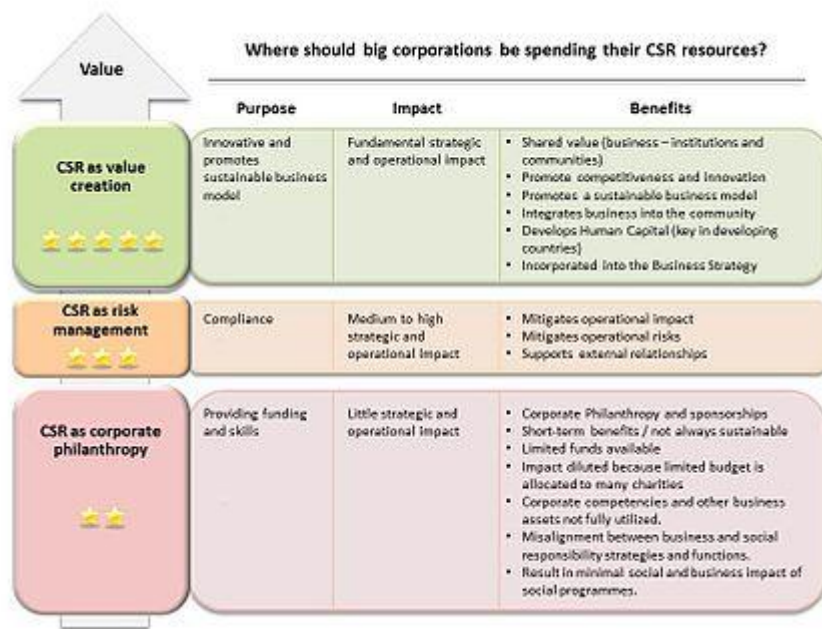 Value
Where should big corporations be spending their CSR resources?
Purpose
Impact
Benefits
CSR as value
creation
Innovative and
promotes
sustainable business
model
Fundamental strategic
and operational impact
• Shared value (business – institutions and
communities)
• Promote competitiveness and innovation
• Promotes a sustainable business model
• Integrates business into the community
• Develops Human Capital (key in developing
countries)
• Incorporated into the Business Strategy
CSR as risk
management
Compliance
Medium to high
strategic and
operational impact
• Mitigates operational impact
• Mitigates operational risks
• Supports external relationships
CSR as corporate
philanthropy
Providing funding
and skills
Little strategic and
operational impact
• Corporate Philanthropy and sponsorships
• Short-term benefits / not always sustainable
• Limited funds available
• Impact diluted because limited budget is
allocated to many charities
• Corporate competencies and other business
assets not fully utilized.
• Misalignment between business and social
responsibility strategies and functions.
• Result in minimal social and business impact of
social programmes.